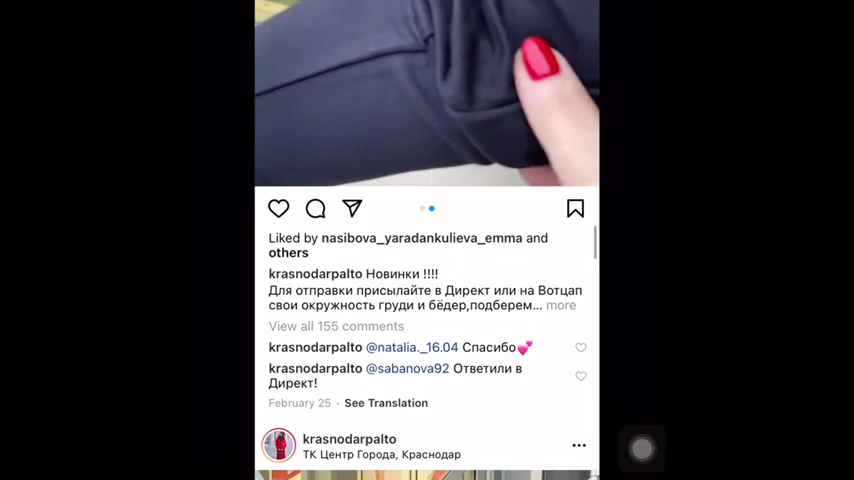 Liked by nasibova_yaradankulieva_emma and
others
krasnodarpalto Новинки !!!!
Для отправки присылайте в Директ или на Вотцап
свои окружность груди и бёдер,подберем... more
View all 155 comments
krasnodarpalto @natalia._16.04 Спасибо💕
krasnodarpalto @sabanova92 Ответили в
Директ!
February 25 · See Translation
krasnodarpalto
ТК Центр Города, Краснодар